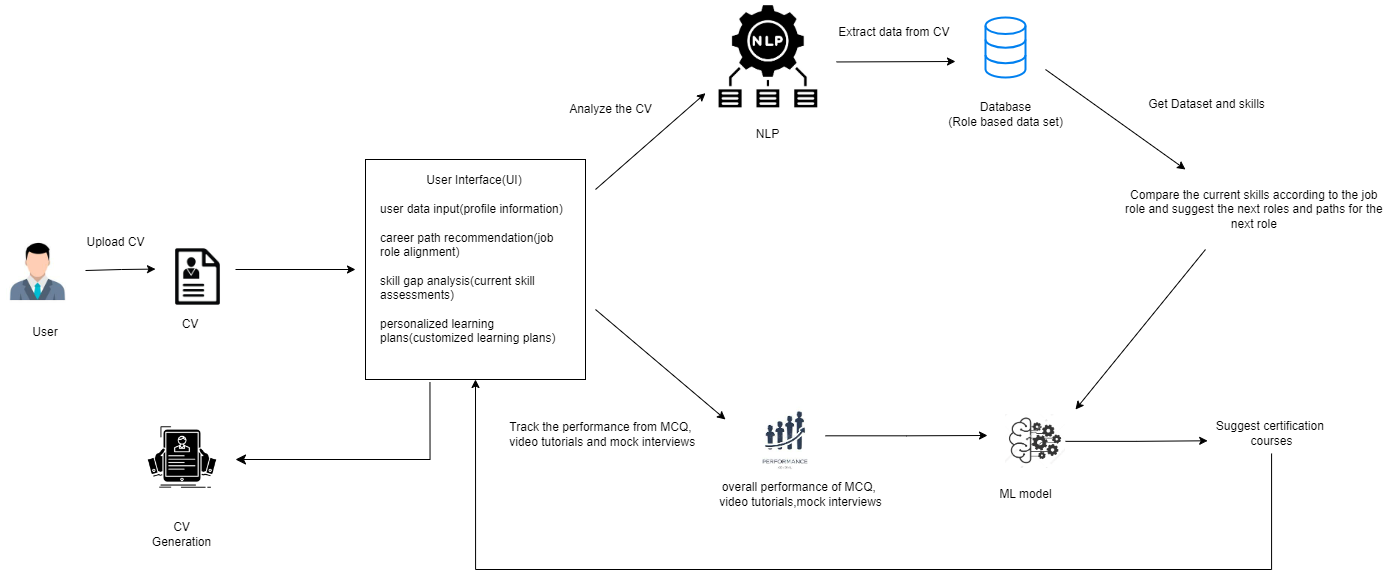 NLP
Extract data from CV
Analyze the CV
NLP
Database
(Role based data set)
Get Dataset and skills
User Interface(UI)
user data input(profile information)
career path recommendation(job
role alignment)
skill gap analysis(current skill
assessments)
personalized learning
plans(customized learning plans)
Compare the current skills according to the job
role and suggest the next roles and paths for the
next role
Upload CV
User
CV
Track the performance from MCQ,
video tutorials and mock interviews
PERFORMANCE
overall performance of MCQ,
video tutorials,mock interviews
ML model
Suggest certification
courses
CV
Generation